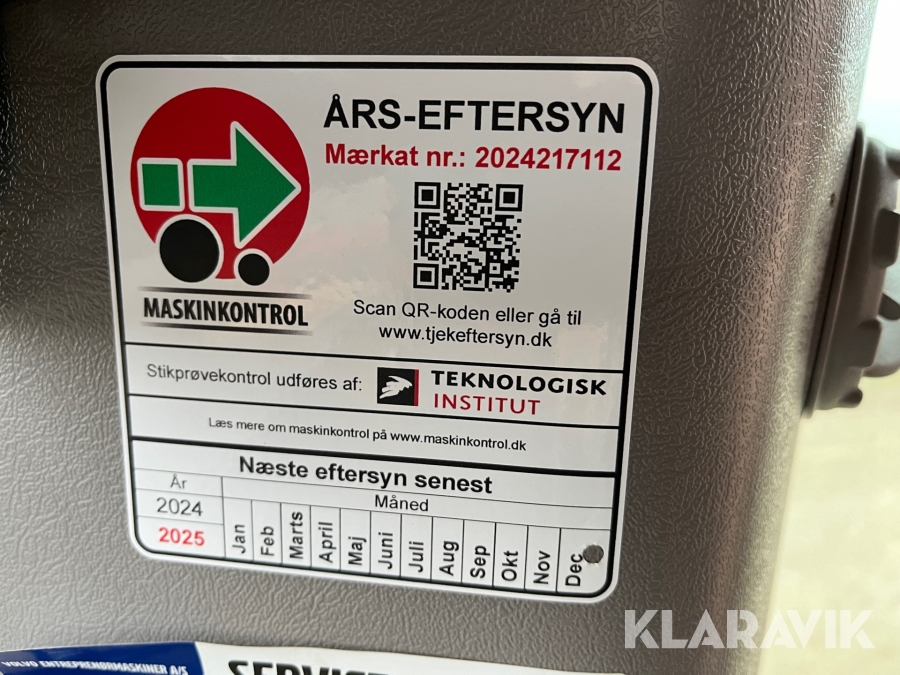 ÅRS-EFTERSYN
Mærkat nr.: 2024217112
MASKINKONTROL
Scan QR-koden eller gå til
www.tjekeftersyn.dk
Stikprøvekontrol udføres af:
TEKNOLOGISK
INSTITUT
Læs mere om maskinkontrol på www.maskinkontrol.dk
Næste eftersyn senest
År
Måned
2024
2025
Jan Feb Marts April Maj Juni Juli Aug Sep Okt Nov Dec
KLARAVIK
VOLVO ENTREPRENØRMASKINER A/S